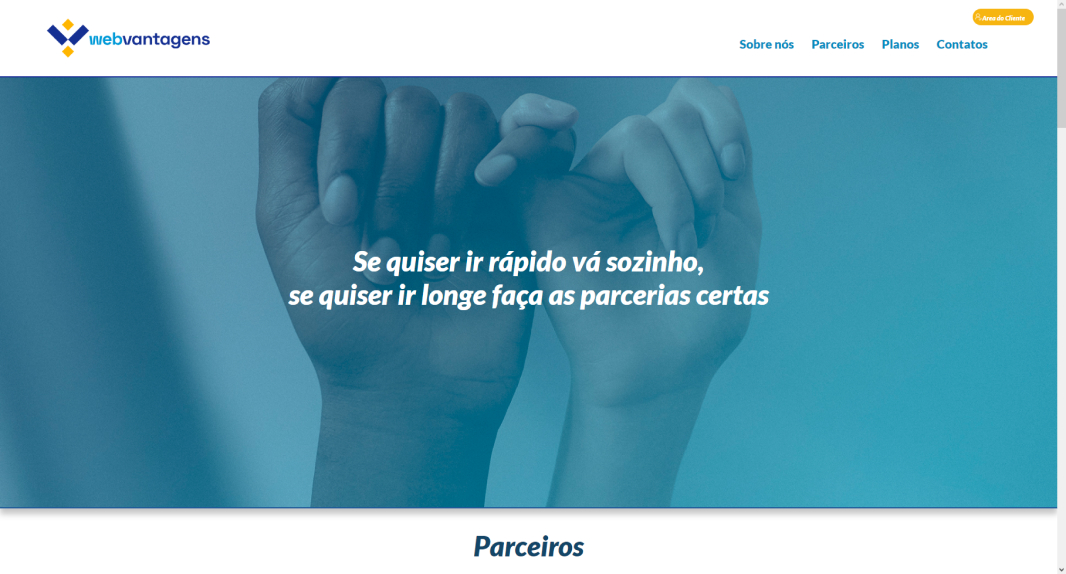 Area do Cliente
webvantagens
Sobre nós Parceiros Planos Contatos
Se quiser ir rápido vá sozinho,
se quiser ir longe faça as parcerias certas
Parceiros